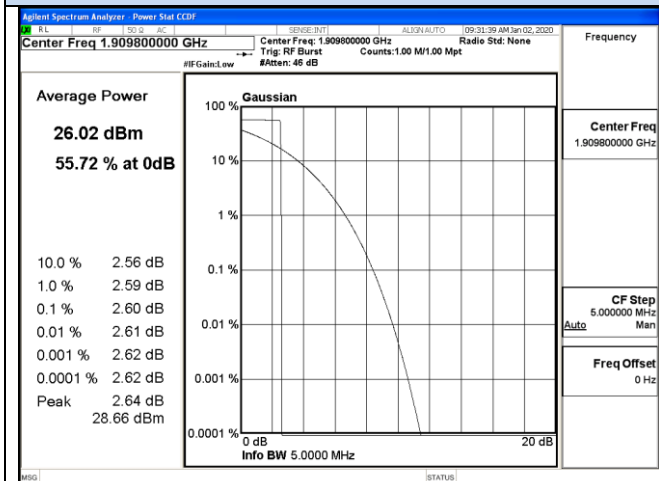 Agilent Spectrum Analyzer - Power Stat CCDF
RL RF 50 Ω AC SENSE:INT ALIGN AUTO 09:31:39 AM Jan 02, 2020
Center Freq 1.909800000 GHz
Center Freq: 1.909800000 GHz Radio Std: None
Trig: RF Burst Counts:1.00 M/1.00 Mpt
#IFGain:Low #Atten: 46 dB
Frequency
Average Power
26.02 dBm
55.72 % at 0dB
10.0 % 2.56 dB
1.0 % 2.59 dB
0.1 % 2.60 dB
0.01 % 2.61 dB
0.001 % 2.62 dB
0.0001 % 2.62 dB
Peak 2.64 dB
28.66 dBm
Gaussian
100 %
10 %
1 %
0.1 %
0.01 %
0.001 %
0.0001 %
0 dB 20 dB
Info BW 5.0000 MHz
Center Freq
1.909800000 GHz
CF Step
5.000000 MHz
Auto Man
Freq Offset
0 Hz
MSG STATUS